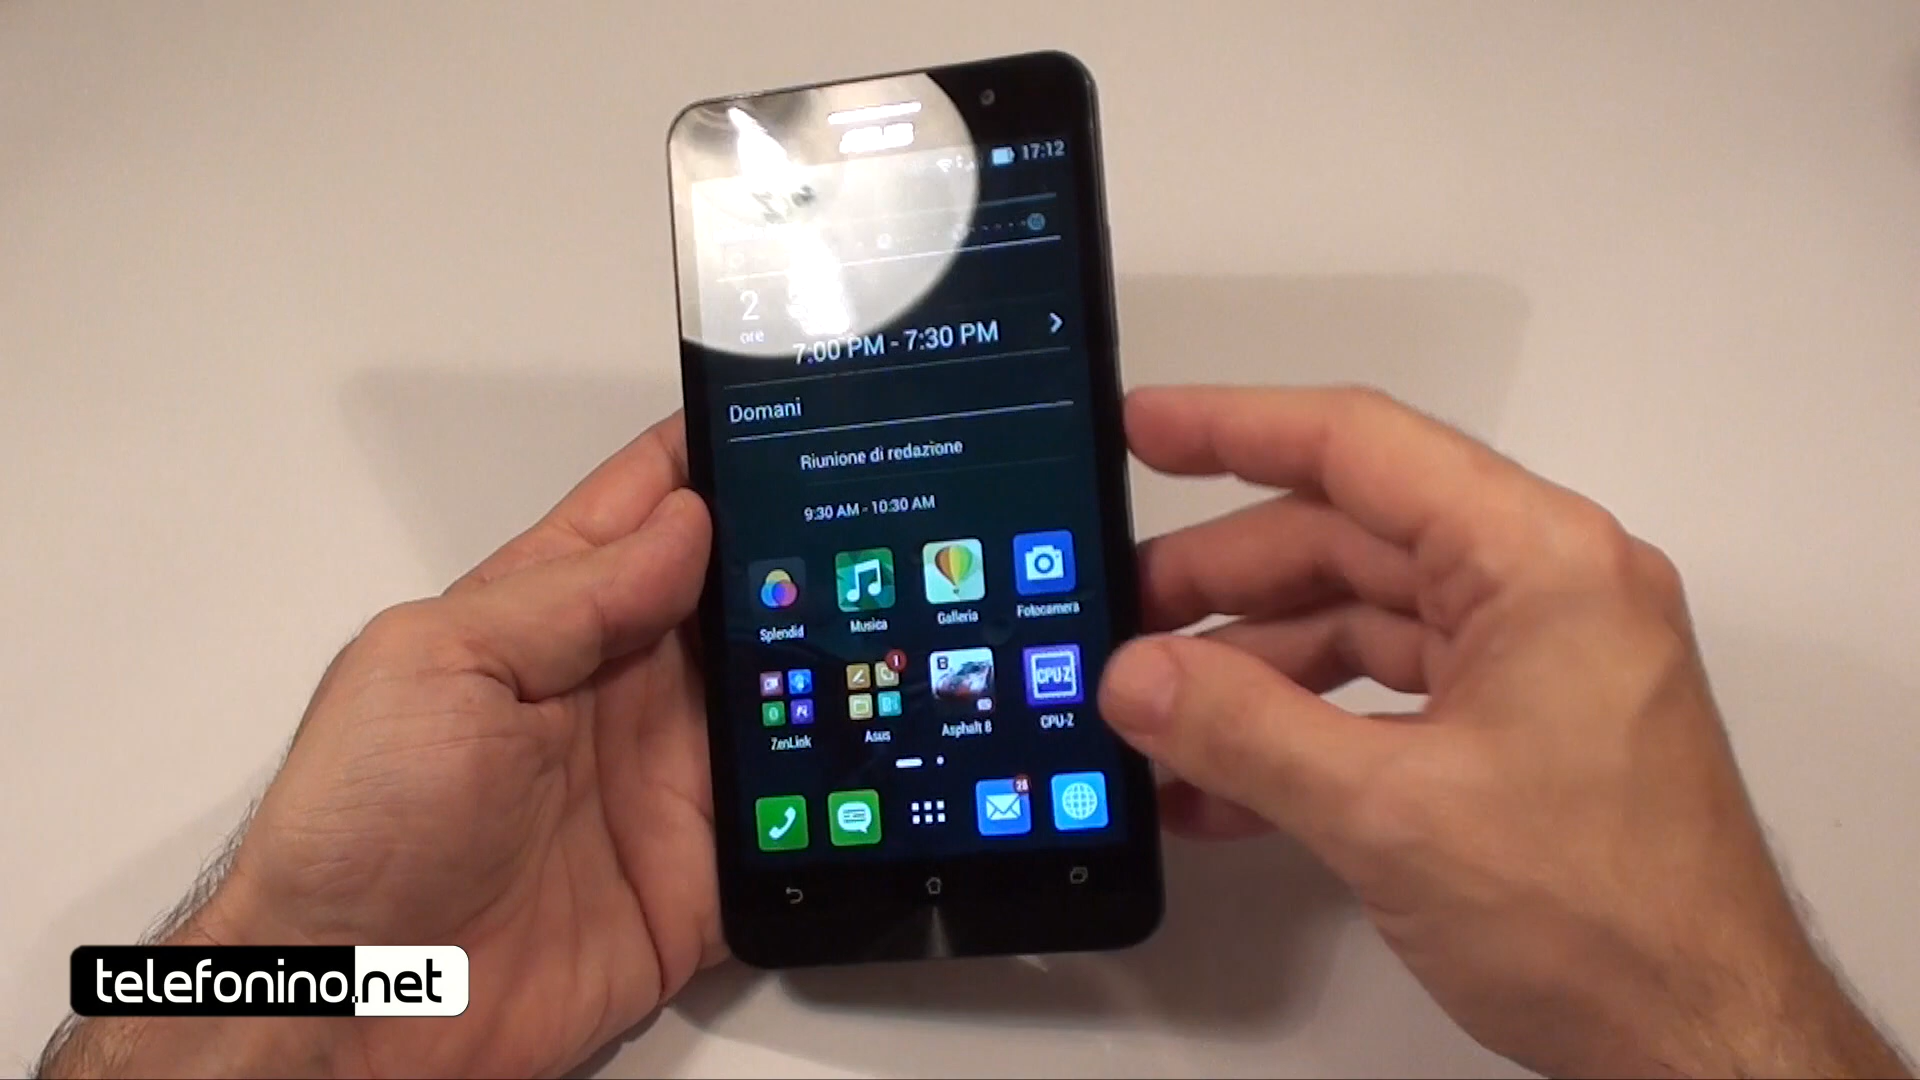 17:12
2
ore
7:00 PM - 7:30 PM
Domani
Riunione di redazione
9:30 AM - 10:30 AM
Splendid
Musica
Galleria
Fotocamera
1
B
CPU-Z
ZenLink
Asus
Asphalt 8
CPU-Z
telefonino.net